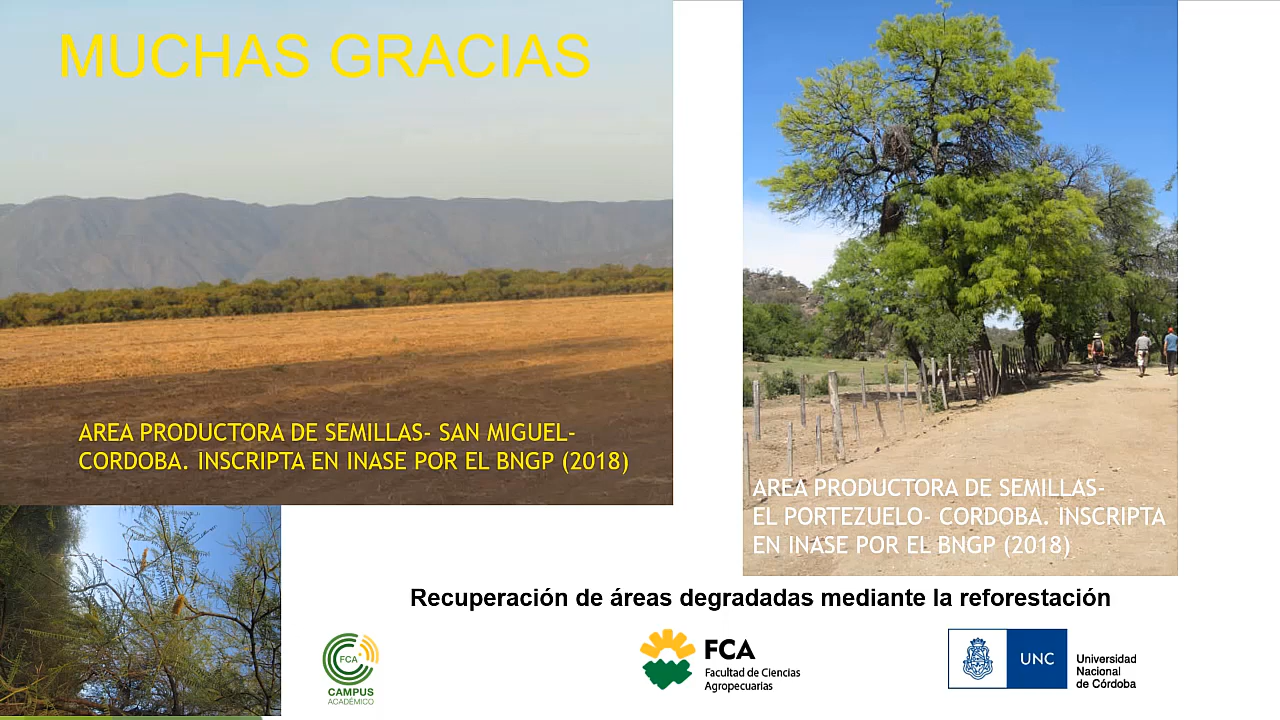 MUCHAS GRACIAS
AREA PRODUCTORA DE SEMILLAS- SAN MIGUEL-
CORDOBA. INSCRIPTA EN INASE POR EL BNGP (2018)
AREA PRODUCTORA DE SEMILLAS-
EL PORTEZUELO- CORDOBA. INSCRIPTA
EN INASE POR EL BNGP (2018)
Recuperación de áreas degradadas mediante la reforestación
FCA
CAMPUS
ACADÉMICO
FCA
Facultad de Ciencias
Agropecuarias
UNC
Universidad
Nacional
de Córdoba